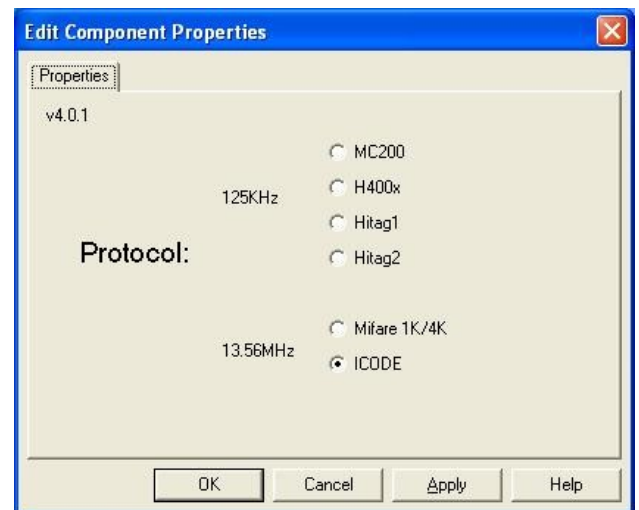 Edit Component Properties
Properties
v4.0.1
MC200
125KHz
H400x
Hitag1
Protocol:
Hitag2
Mifare 1K/4K
13.56MHz
ICODE
OK Cancel Apply Help